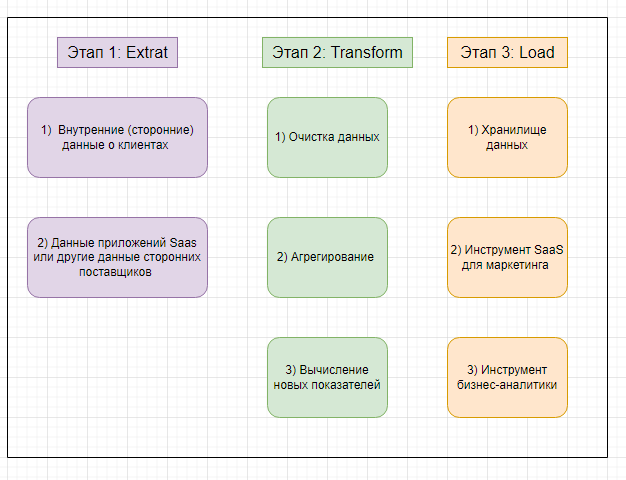 Этап 1: Extrat
Этап 2: Transform
Этап 3: Load
1) Внутренние (сторонние)
данные о клиентах
1) Очистка данных
1) Хранилище
данных
2) Данные приложений Saas
или другие данные сторонних
поставщиков
2) Агрегирование
2) Инструмент SaaS
для маркетинга
3) Вычисление
новых показателей
3) Инструмент
бизнес-аналитики